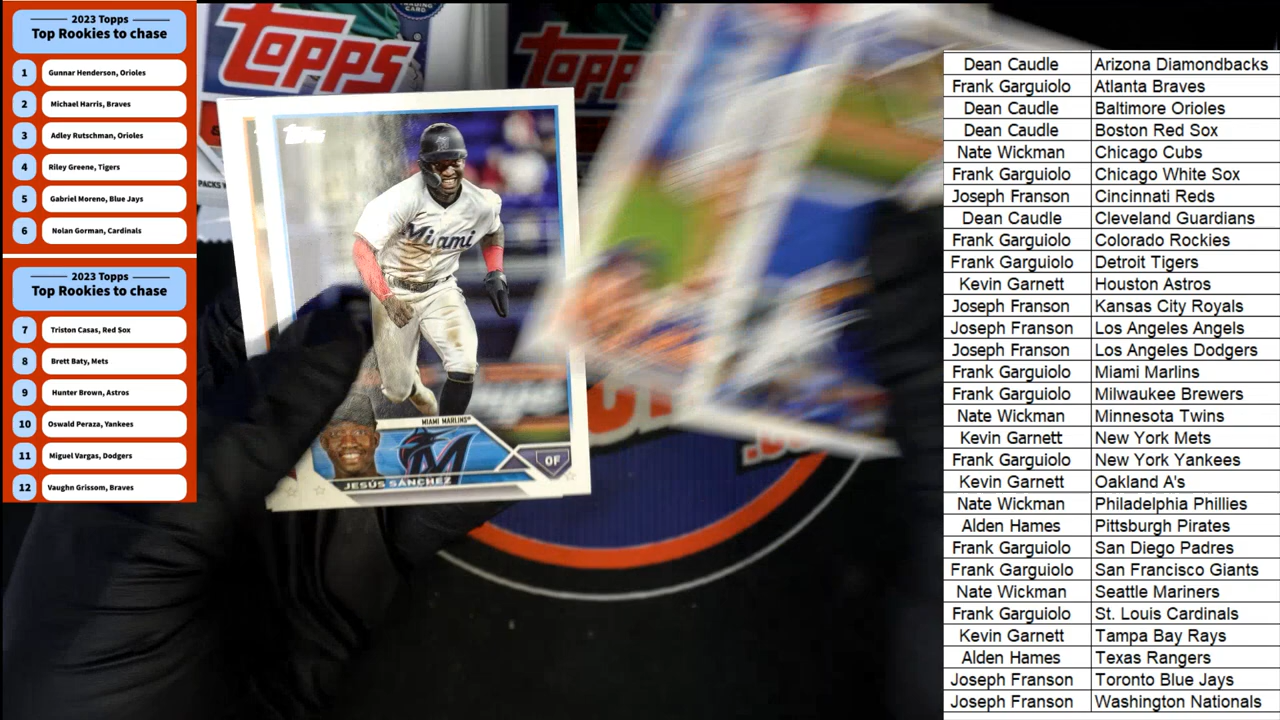 2023 Topps
Top Rookies to chase
1 Gunnar Henderson, Orioles
2 Michael Harris, Braves
3 Adley Rutschman, Orioles
4 Riley Greene, Tigers
5 Gabriel Moreno, Blue Jays
6 Nolan Gorman, Cardinals
2023 Topps
Top Rookies to chase
7 Triston Casas, Red Sox
8 Brett Baty, Mets
9 Hunter Brown, Astros
10 Oswald Peraza, Yankees
11 Miguel Vargas, Dodgers
12 Vaughn Grissom, Braves
TRADING
CARD
TOPPS
TOPPS
PACKS
TOPPS
Miami
MIAMI MARLINS
M
OF
JESÚS SÁNCHEZ
Dean Caudle Arizona Diamondbacks
Frank Garguiolo Atlanta Braves
Dean Caudle Baltimore Orioles
Dean Caudle Boston Red Sox
Nate Wickman Chicago Cubs
Frank Garguiolo Chicago White Sox
Joseph Franson Cincinnati Reds
Dean Caudle Cleveland Guardians
Frank Garguiolo Colorado Rockies
Frank Garguiolo Detroit Tigers
Kevin Garnett Houston Astros
Joseph Franson Kansas City Royals
Joseph Franson Los Angeles Angels
Joseph Franson Los Angeles Dodgers
Frank Garguiolo Miami Marlins
Frank Garguiolo Milwaukee Brewers
Nate Wickman Minnesota Twins
Kevin Garnett New York Mets
Frank Garguiolo New York Yankees
Kevin Garnett Oakland A's
Nate Wickman Philadelphia Phillies
Alden Hames Pittsburgh Pirates
Frank Garguiolo San Diego Padres
Frank Garguiolo San Francisco Giants
Nate Wickman Seattle Mariners
Frank Garguiolo St. Louis Cardinals
Kevin Garnett Tampa Bay Rays
Alden Hames Texas Rangers
Joseph Franson Toronto Blue Jays
Joseph Franson Washington Nationals